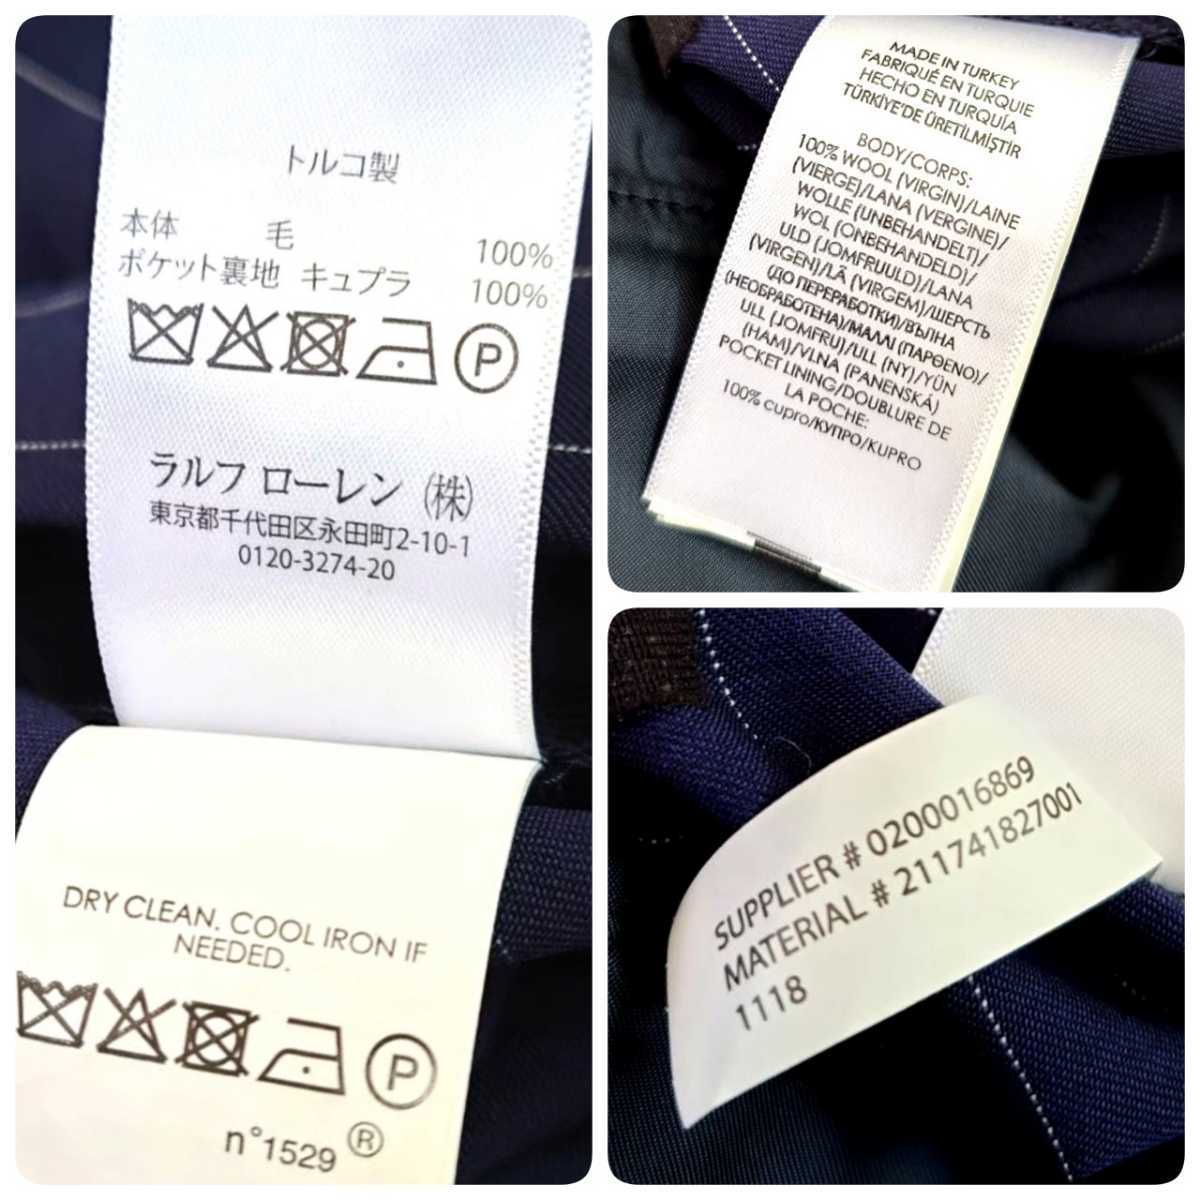 トルコ製
本体 毛 100%
ポケット裏地 キュプラ 100%
P
ラルフ ローレン (株)
東京都千代田区永田町2-10-1
0120-3274-20
DRY CLEAN. COOL IRON IF
NEEDED.
P
n°1529 ®
MADE IN TURKEY
FABRIQUÉ EN TURQUIE
HECHO EN TURQUÍA
TÜRKİYE'DE ÜRETİLMİŞTİR
BODY/CORPS:
100% WOOL (VIRGIN)/LAINE
(VIERGE)/LANA (VERGINE)/
WOLLE (UNBEHANDELT)/
WOL (ONBEHANDELD)/
ULD (JOMFRUULD)/LANA
(VIRGEN)/LÃ (VIRGEM)/ШЕРСТЬ
(ДО ПЕРЕРАБОТКИ)/ВЪЛНА
(НЕОБРАБОТЕНА)/ΜΑΛΛΙ (ΠΑΡΘΕΝΟ)/
ULL (JOMFRU)/ULL (NY)/YÜN
(HAM)/VLNA (PANENSKÁ)
POCKET LINING/DOUBLURE DE
LA POCHE:
100% cupro/КУПРО/KUPRO
SUPPLIER # 0200016869
MATERIAL # 211741827001
1118